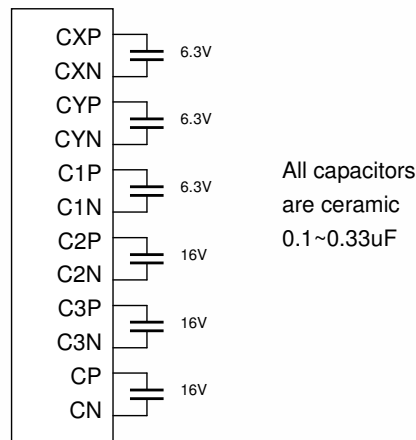 CXP
6.3V
CXN
CYP
6.3V
CYN
C1P
6.3V
C1N
C2P
16V
C2N
C3P
16V
C3N
CP
16V
CN
All capacitors
are ceramic
0.1~0.33uF